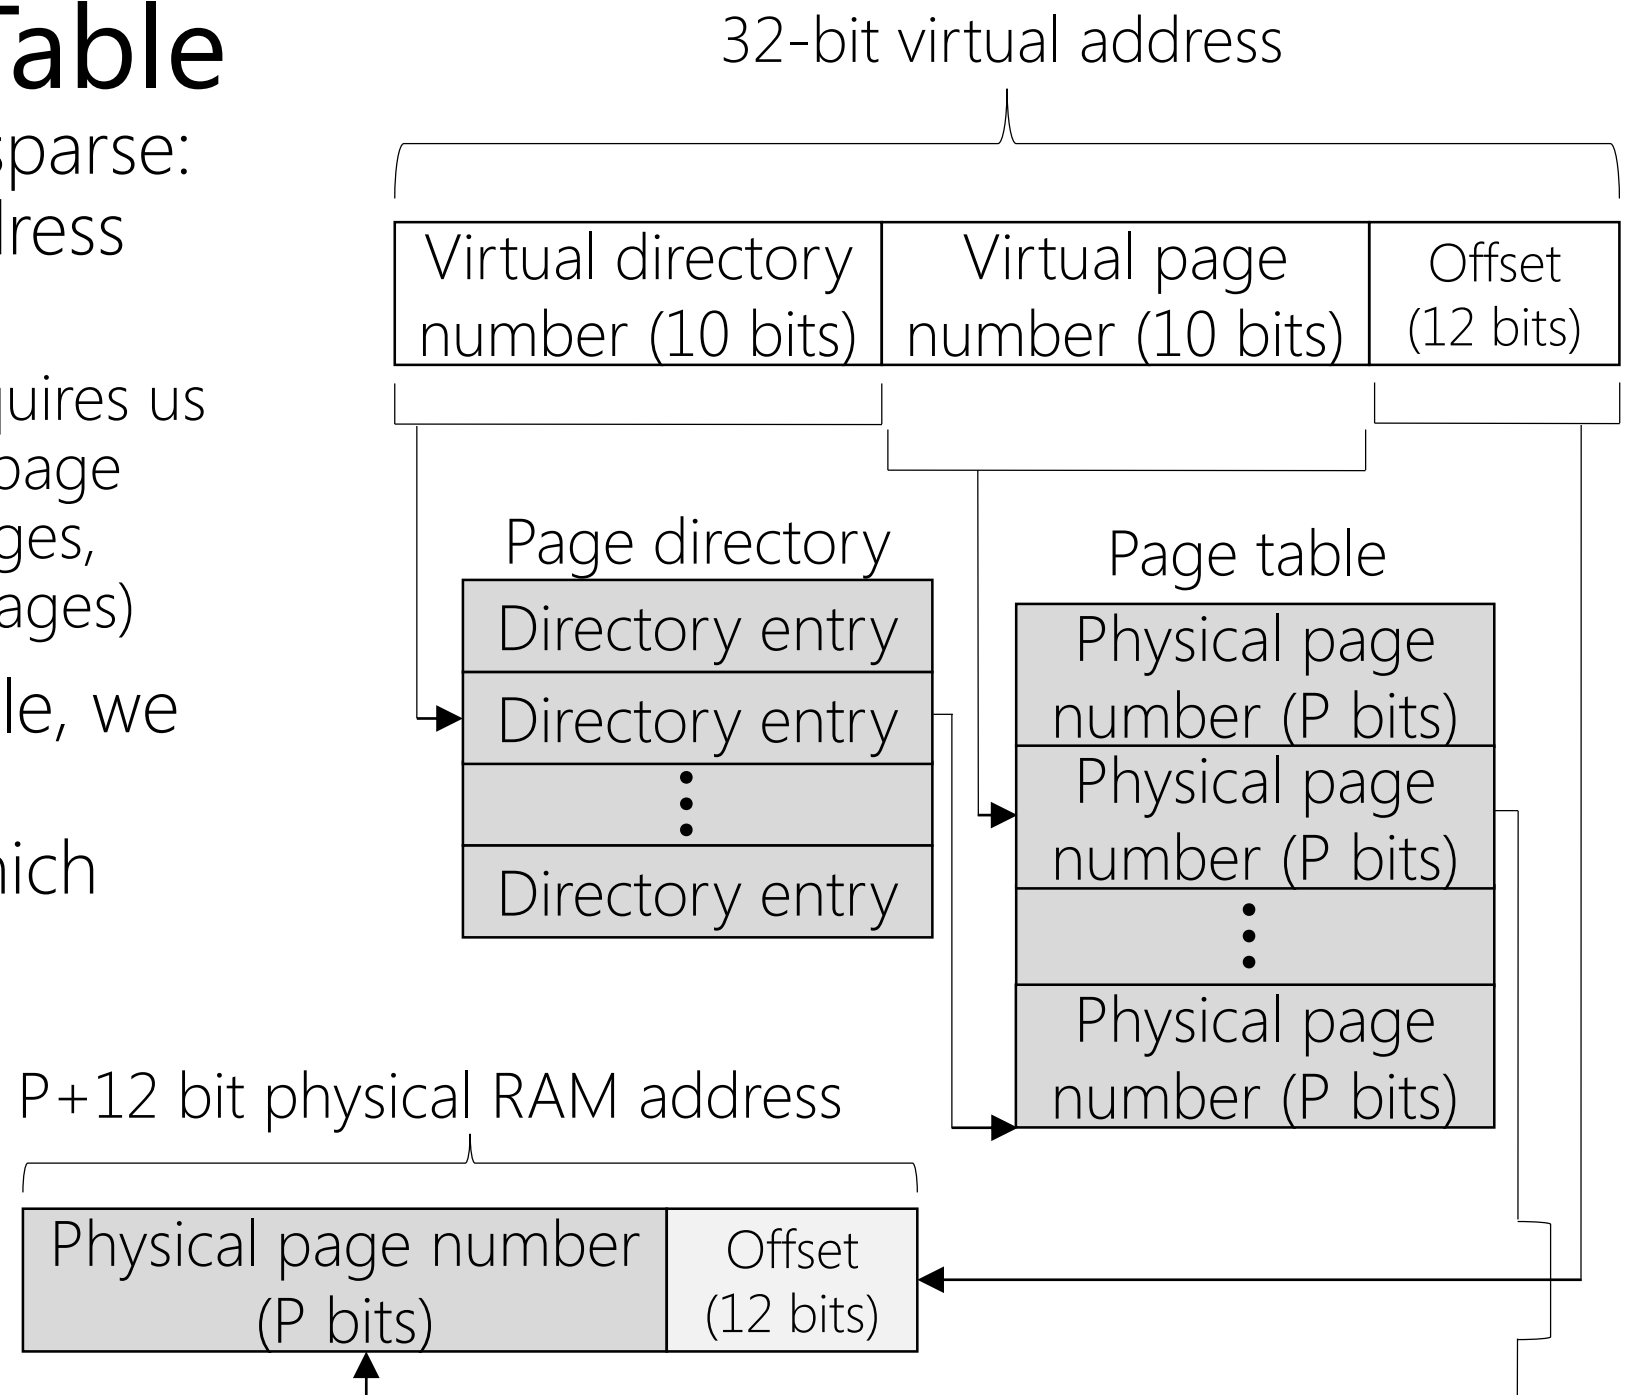 Table
sparse:
dress
quires us
page
ges,
ages)
le, we
hich
32-bit virtual address
Virtual directory
number (10 bits)
Virtual page
number (10 bits)
Offset
(12 bits)
Page directory
Directory entry
Directory entry
Directory entry
Page table
Physical page
number (P bits)
Physical page
number (P bits)
Physical page
number (P bits)
P+12 bit physical RAM address
Physical page number
(P bits)
Offset
(12 bits)